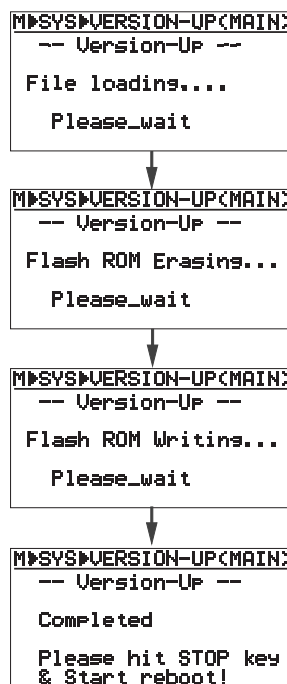 M▶SYS▶VERSION-UP(MAIN)
-- Version-Up --
File loading....
Please_wait
M▶SYS▶VERSION-UP(MAIN)
-- Version-Up --
Flash ROM Erasing...
Please_wait
M▶SYS▶VERSION-UP(MAIN)
-- Version-Up --
Flash ROM Writing...
Please_wait
M▶SYS▶VERSION-UP(MAIN)
-- Version-Up --
Completed
Please hit STOP key
& Start reboot!